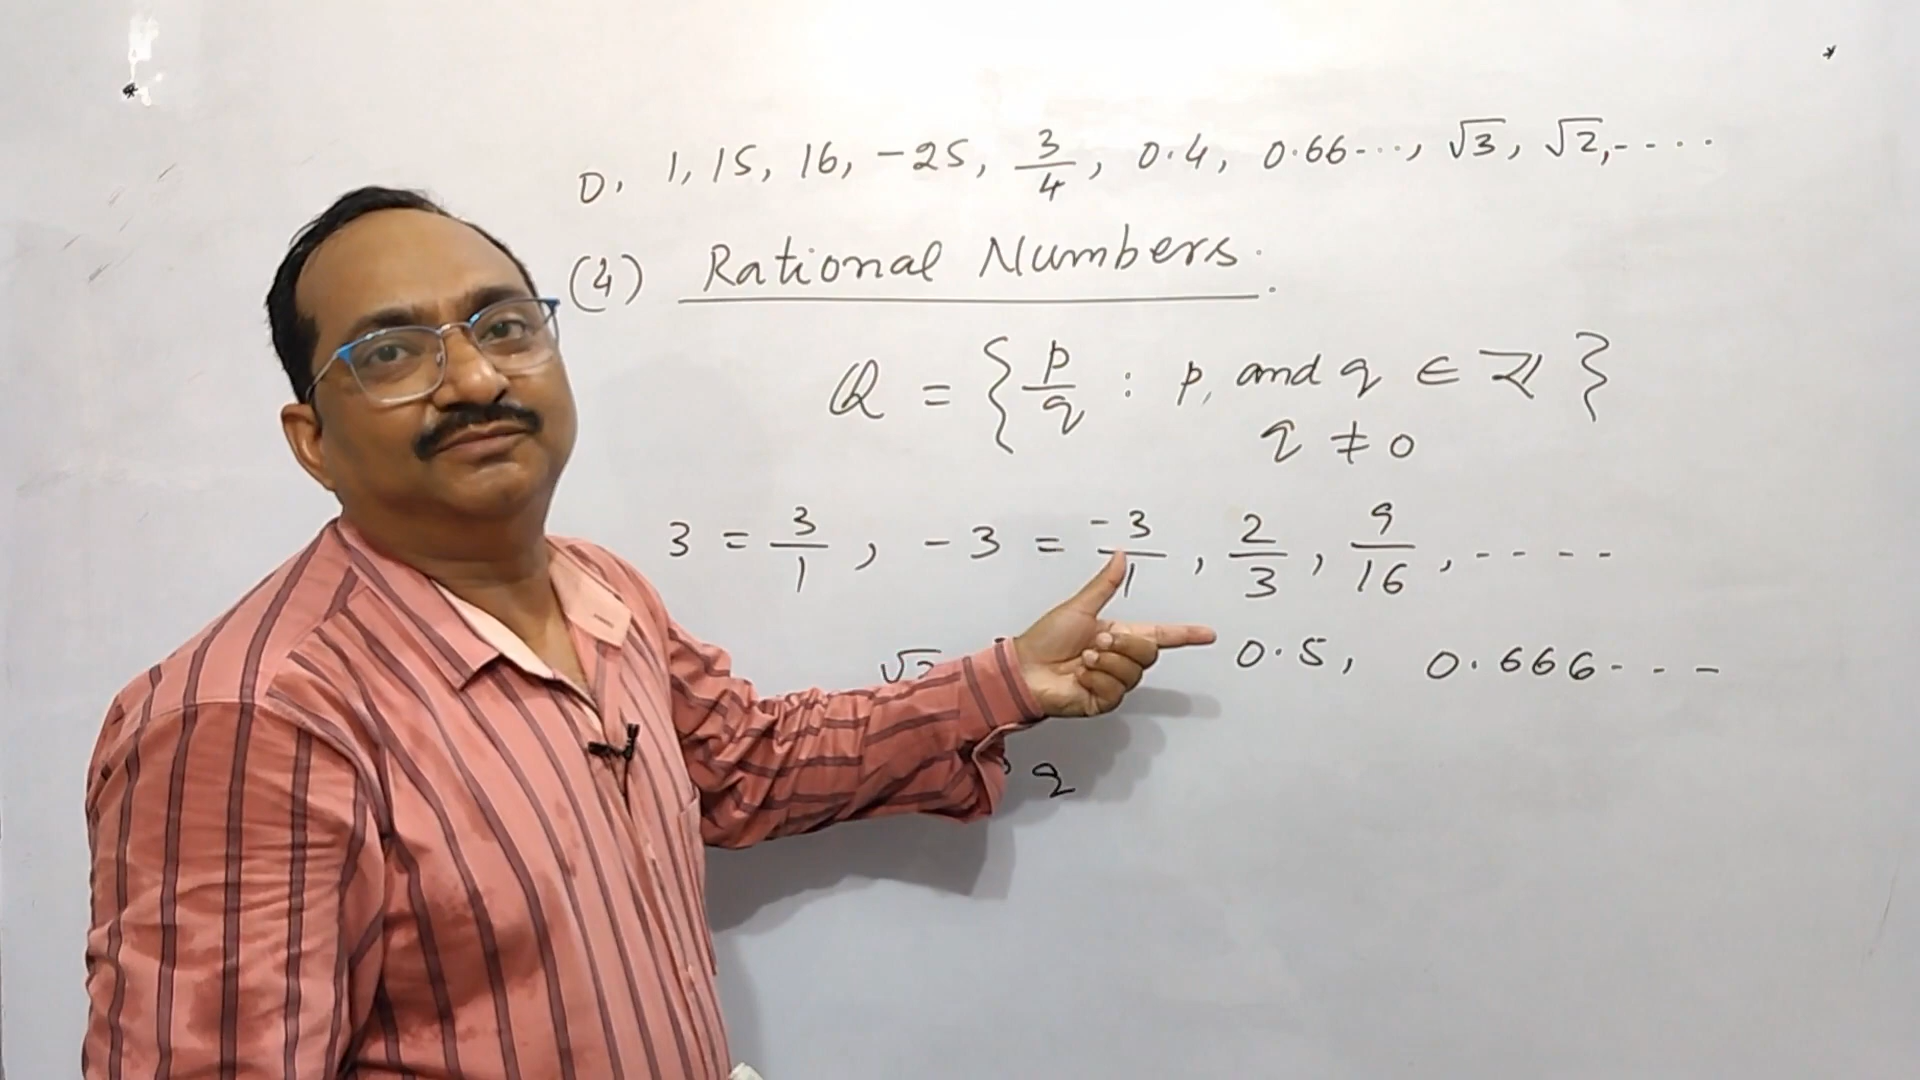 0, 1, 15, 16, -25, 3/4, 0.4, 0.66..., √3, √2, ....
(4) Rational Numbers.
Q = {p/q : p, and q ∈ Z}
q ≠ 0
3 = 3/1, -3 = -3/1, 2/3, 9/16, ----
0.5, 0.666---
q